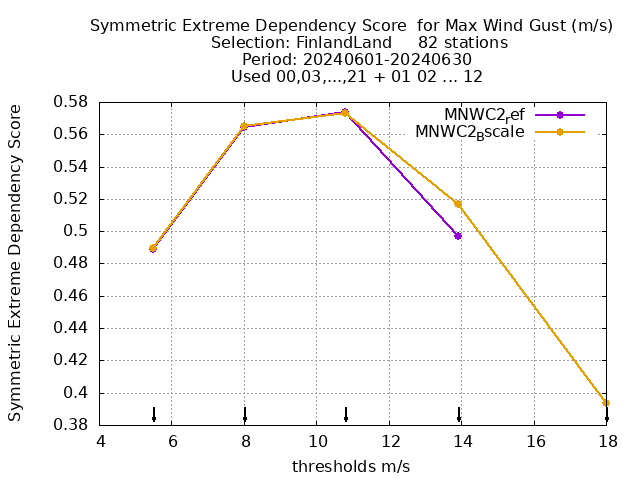 Symmetric Extreme Dependency Score  for Max Wind Gust (m/s)
Selection: FinlandLand     82 stations
Period: 20240601-20240630
Used 00,03,...,21 + 01 02 ... 12
Symmetric Extreme Dependency Score
0.58
0.56
0.54
0.52
0.5
0.48
0.46
0.44
0.42
0.4
0.38
MNWC2ref
MNWC2Bscale
4 6 8 10 12 14 16 18
thresholds m/s